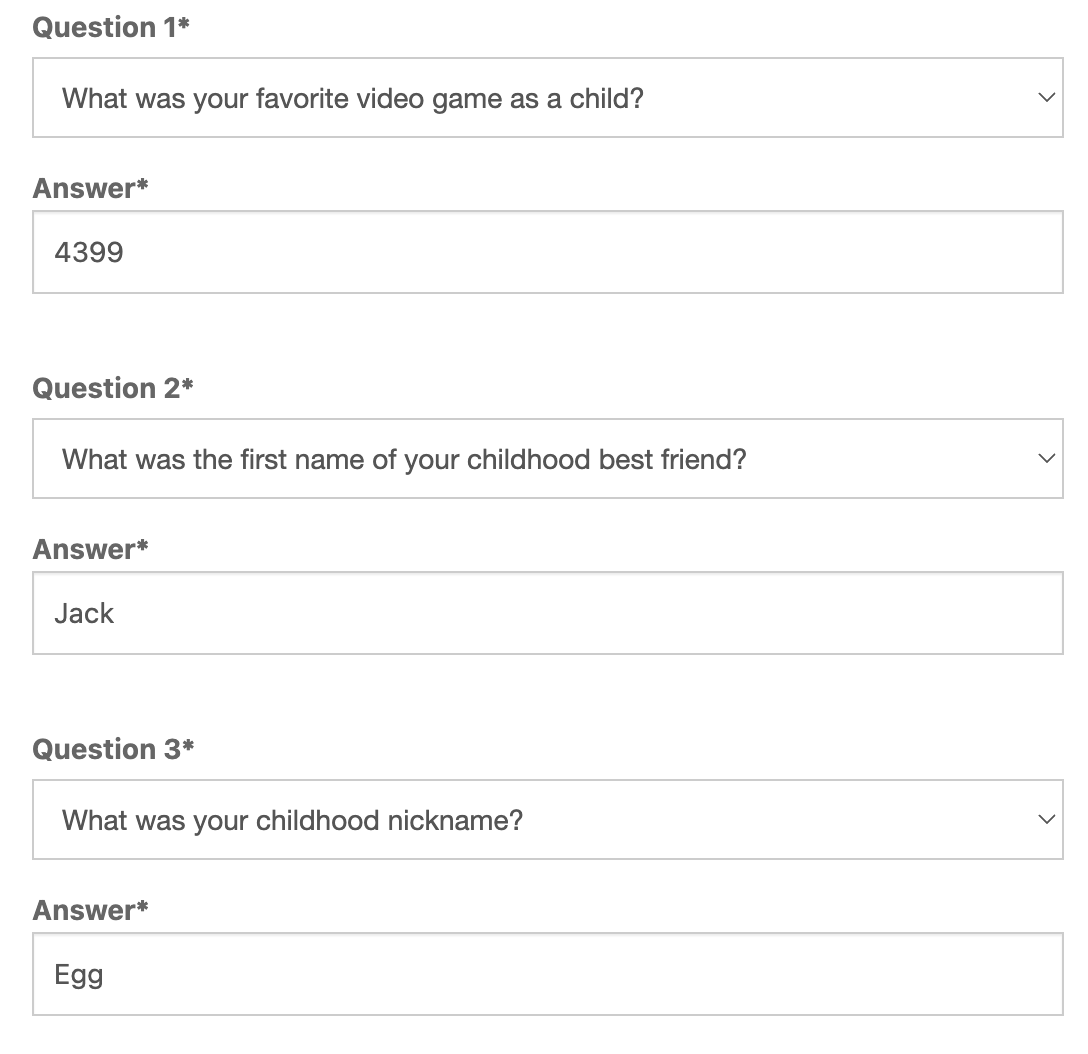 Question 1*
What was your favorite video game as a child?
Answer*
4399
Question 2*
What was the first name of your childhood best friend?
Answer*
Jack
Question 3*
What was your childhood nickname?
Answer*
Egg